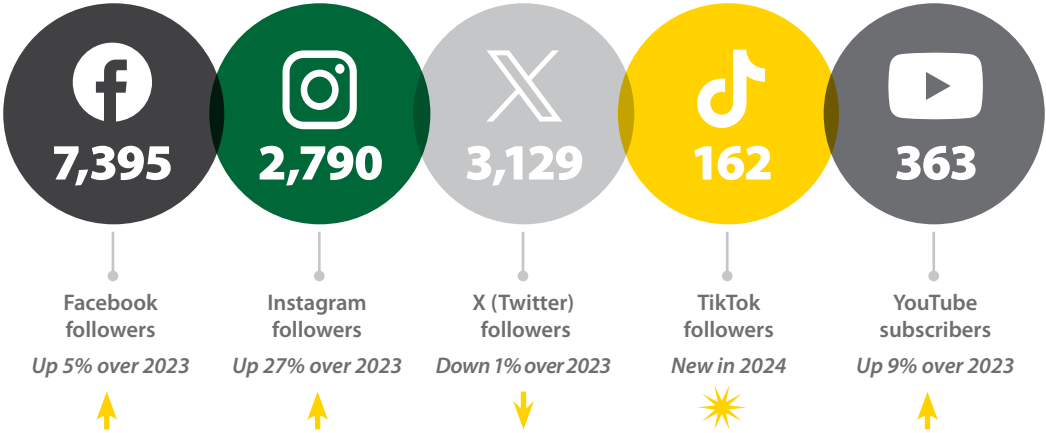 7,395
2,790
3,129
162
363
Facebook
followers
Up 5% over 2023
Instagram
followers
Up 27% over 2023
X (Twitter)
followers
Down 1% over 2023
TikTok
followers
New in 2024
YouTube
subscribers
Up 9% over 2023